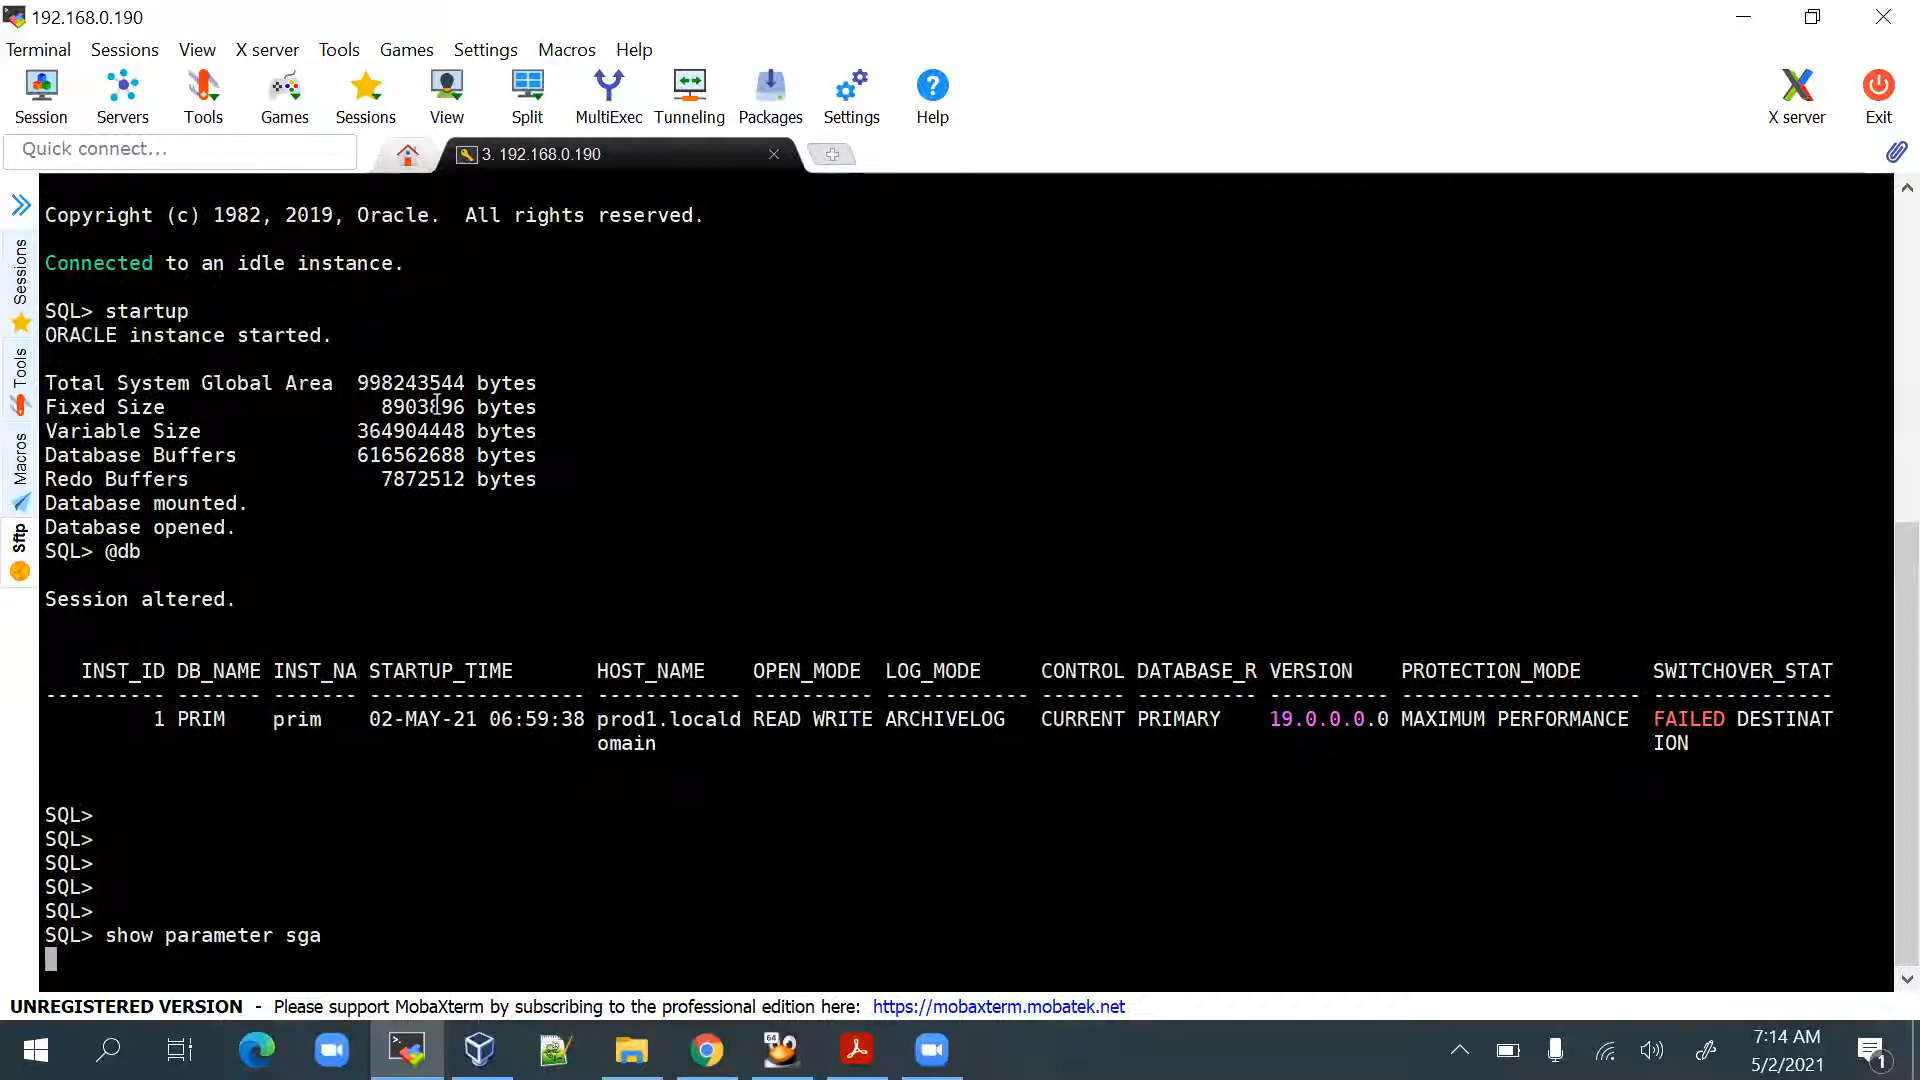 192.168.0.190
Terminal Sessions View X server Tools Games Settings Macros Help
Session Servers Tools Games Sessions View Split MultiExec Tunneling Packages Settings Help X server Exit
Quick connect... 3. 192.168.0.190
Sessions
Tools
Macros
Sftp
Copyright (c) 1982, 2019, Oracle.  All rights reserved.
Connected to an idle instance.
SQL> startup
ORACLE instance started.
Total System Global Area  998243544 bytes
Fixed Size                  8903896 bytes
Variable Size             364904448 bytes
Database Buffers          616562688 bytes
Redo Buffers                7872512 bytes
Database mounted.
Database opened.
SQL> @db
Session altered.
   INST_ID DB_NAME INST_NA STARTUP_TIME       HOST_NAME    OPEN_MODE  LOG_MODE     CONTROL DATABASE_R VERSION    PROTECTION_MODE      SWITCHOVER_STAT
---------- ------- ------- ------------------ ------------ ---------- ------------ ------- ---------- ---------- -------------------- ---------------
         1 PRIM    prim    02-MAY-21 06:59:38 prod1.locald READ WRITE ARCHIVELOG   CURRENT PRIMARY    19.0.0.0.0 MAXIMUM PERFORMANCE  FAILED DESTINAT
                                              omain                                                                                   ION
SQL>
SQL>
SQL>
SQL>
SQL>
SQL> show parameter sga
UNREGISTERED VERSION - Please support MobaXterm by subscribing to the professional edition here: https://mobaxterm.mobatek.net
64
7:14 AM
5/2/2021
1